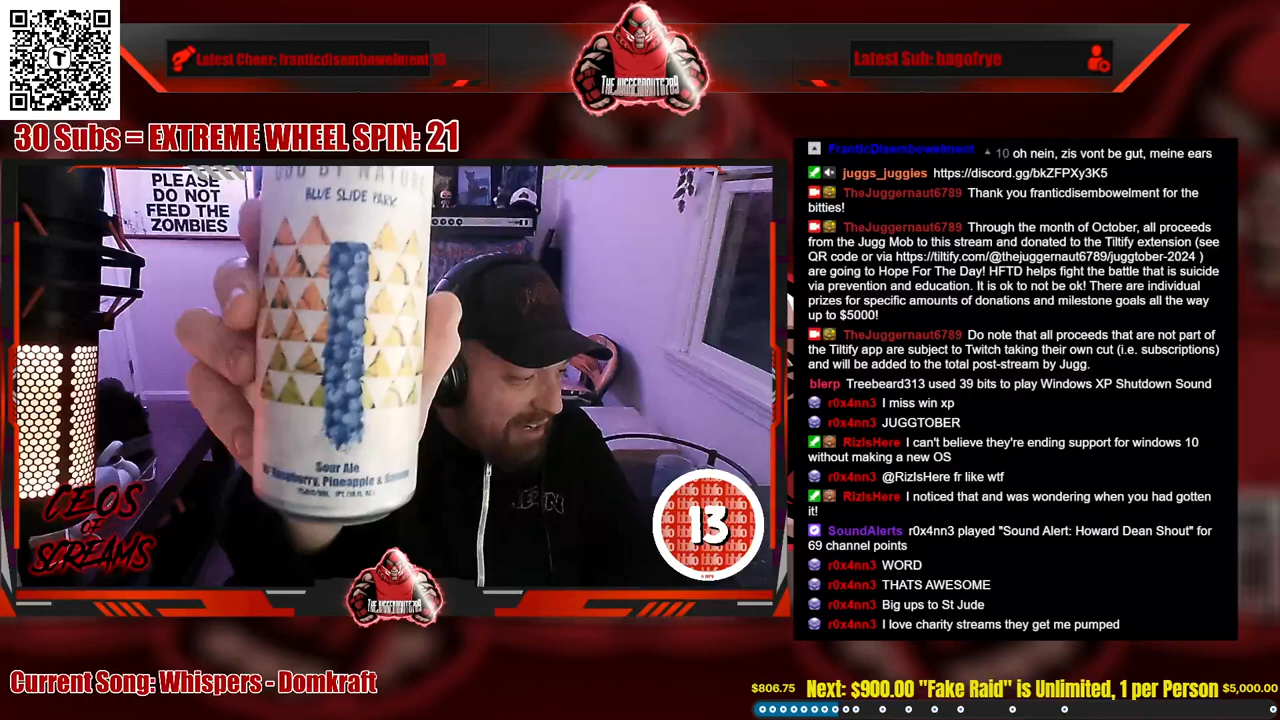 Latest Cheer: franticdisembowelment 10
THEJUGGERNAUT6789
Latest Sub: bagofrye
30 Subs = EXTREME WHEEL SPIN: 21
PLEASE
DO NOT
FEED THE
ZOMBIES
BY NATURE
BLUE SLIDE PARK
Sour Ale
Raspberry, Pineapple &
CEOS
OF
SCREAMS
13
THEJUGGERNAUT6789
FranticDisembowelment 10 oh nein, zis vont be gut, meine ears
juggs_juggies https://discord.gg/bkZFPXy3K5
TheJuggernaut6789 Thank you franticdisembowelment for the
bitties!
TheJuggernaut6789 Through the month of October, all proceeds
from the Jugg Mob to this stream and donated to the Tiltify extension (see
QR code or via https://tiltify.com/@thejuggernaut6789/juggtober-2024 )
are going to Hope For The Day! HFTD helps fight the battle that is suicide
via prevention and education. It is ok to not be ok! There are individual
prizes for specific amounts of donations and milestone goals all the way
up to $5000!
TheJuggernaut6789 Do note that all proceeds that are not part of
the Tiltify app are subject to Twitch taking their own cut (i.e. subscriptions)
and will be added to the total post-stream by Jugg.
blerp Treebeard313 used 39 bits to play Windows XP Shutdown Sound
r0x4nn3 I miss win xp
r0x4nn3 JUGGTOBER
RizIsHere I can't believe they're ending support for windows 10
without making a new OS
r0x4nn3 @RizIsHere fr like wtf
RizIsHere I noticed that and was wondering when you had gotten
it!
SoundAlerts r0x4nn3 played "Sound Alert: Howard Dean Shout" for
69 channel points
r0x4nn3 WORD
r0x4nn3 THATS AWESOME
r0x4nn3 Big ups to St Jude
r0x4nn3 I love charity streams they get me pumped
Current Song: Whispers - Domkraft
$806.75 Next: $900.00 "Fake Raid" is Unlimited, 1 per Person $5,000.00